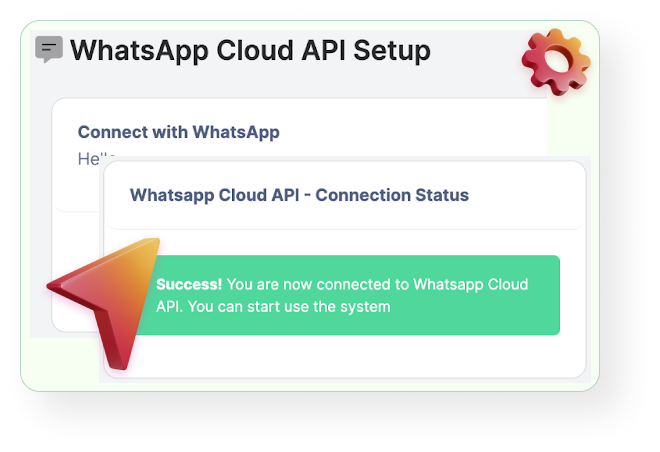 WhatsApp Cloud API Setup
Connect with WhatsApp
Whatsapp Cloud API - Connection Status
Success! You are now connected to Whatsapp Cloud
API. You can start use the system